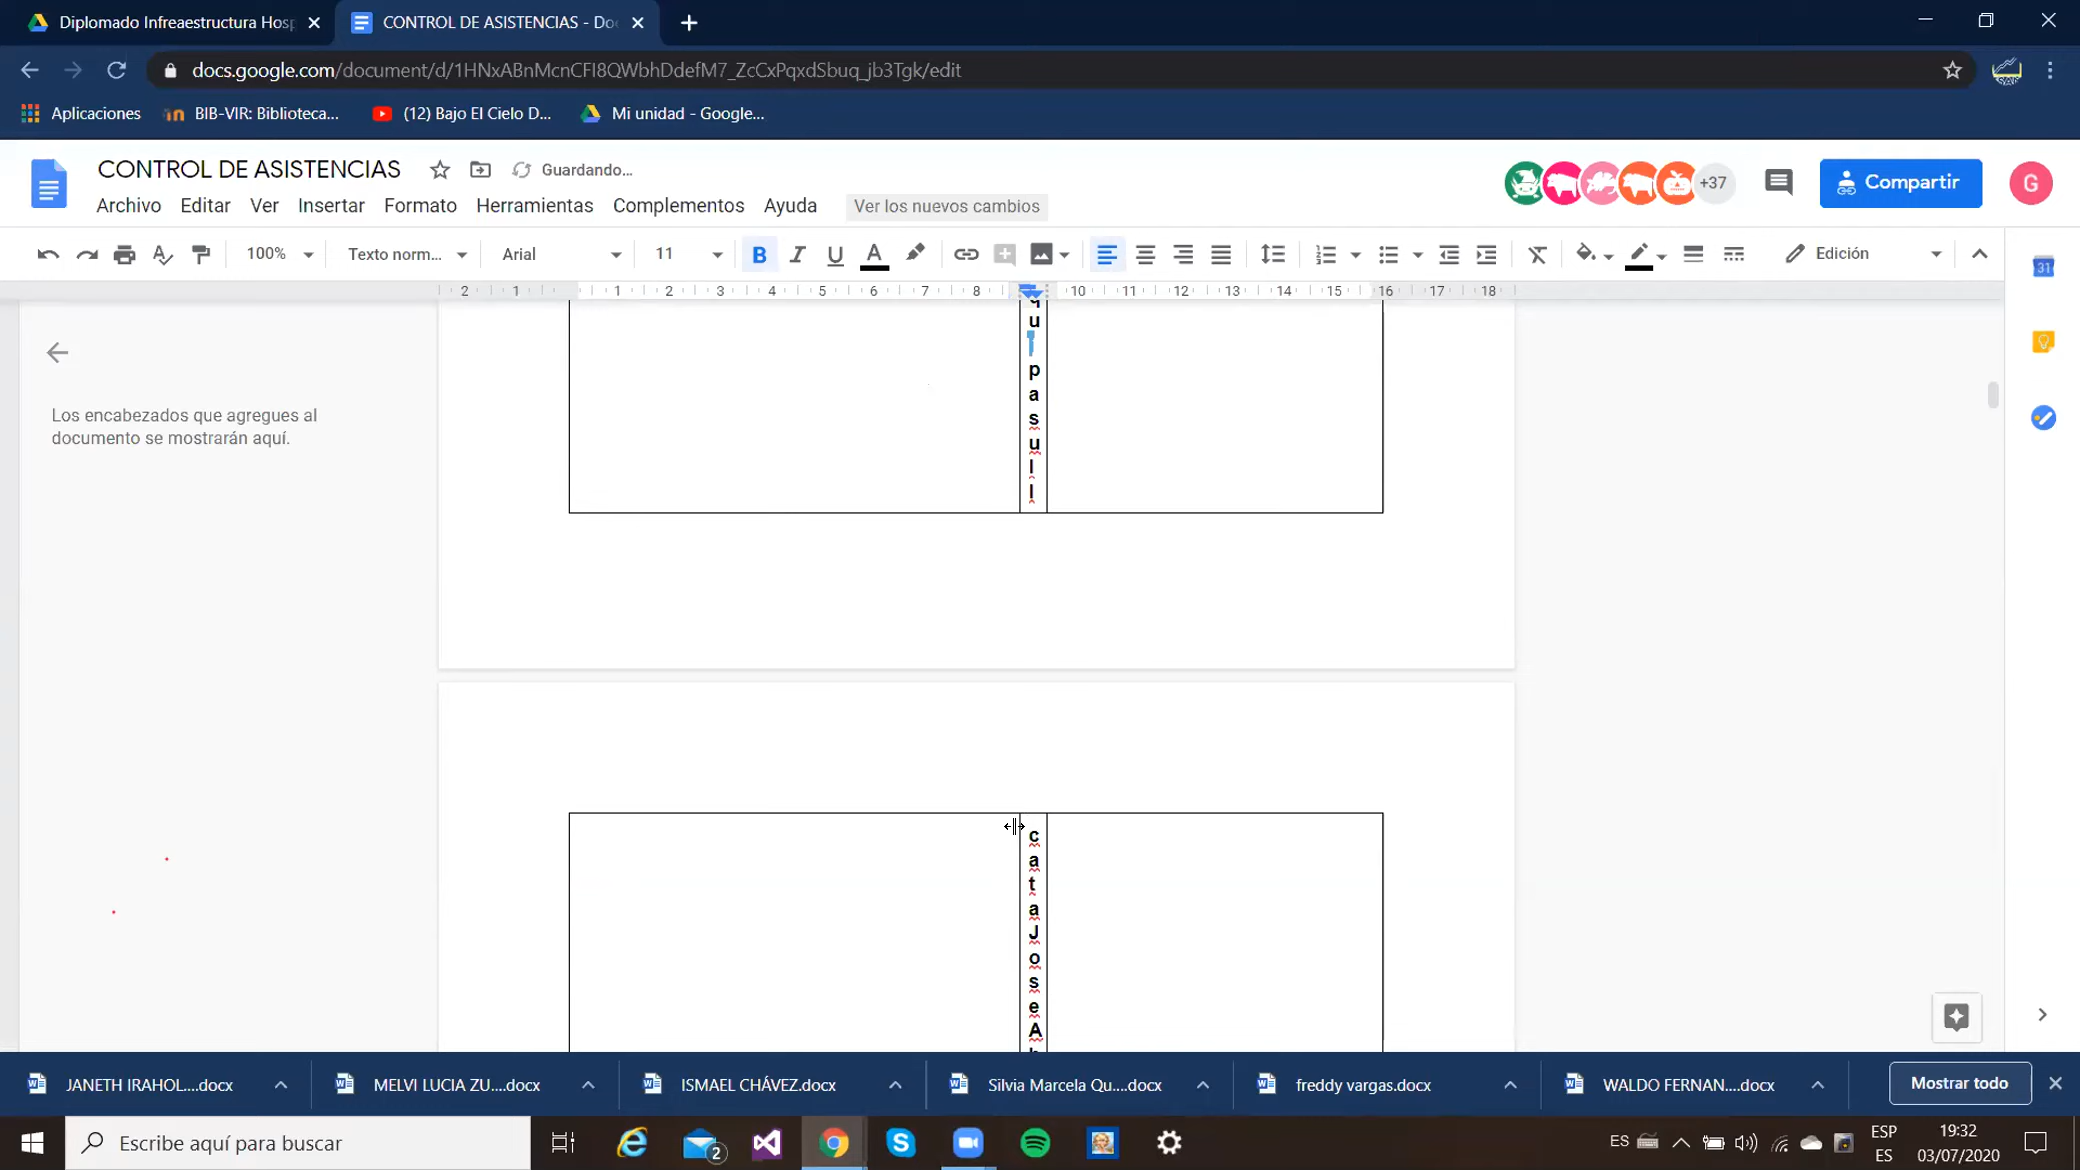 Diplomado Infraestructura Hosp
CONTROL DE ASISTENCIAS - Doc
docs.google.com/document/d/1HNxABnMcnCFI8QWbhDdefM7_ZcCxPqxdSbuq_jb3Tgk/edit
Aplicaciones
BIB-VIR: Biblioteca...
(12) Bajo El Cielo D...
Mi unidad - Google...
CONTROL DE ASISTENCIAS
Guardando...
+37
Compartir
G
Archivo Editar Ver Insertar Formato Herramientas Complementos Ayuda
Ver los nuevos cambios
100%
Texto norm...
Arial
11
B I U A
Edición
31
2 1 1 2 3 4 5 6 7 8 10 11 12 13 14 15 16 17 18
u
i
p
a
s
u
l
l
Los encabezados que agregues al
documento se mostrarán aquí.
c
a
t
a
J
o
s
e
A
JANETH IRAHOL....docx
MELVI LUCIA ZU....docx
ISMAEL CHÁVEZ.docx
Silvia Marcela Qu....docx
freddy vargas.docx
WALDO FERNAN....docx
Mostrar todo
Escribe aquí para buscar
2
ES
ESP
ES
19:32
03/07/2020